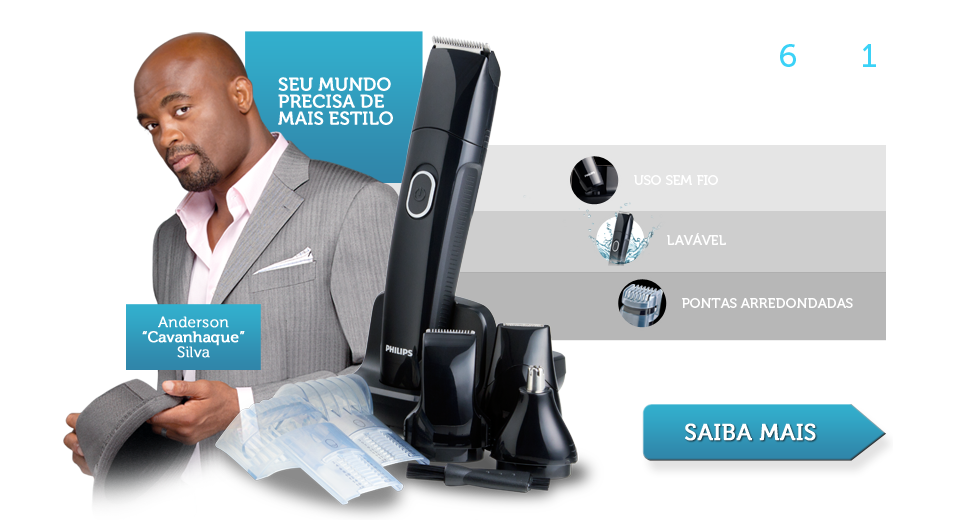 SEU MUNDO
PRECISA DE
MAIS ESTILO
6 1
USO SEM FIO
LAVÁVEL
PONTAS ARREDONDADAS
Anderson
“Cavanhaque”
Silva
PHILIPS
SAIBA MAIS